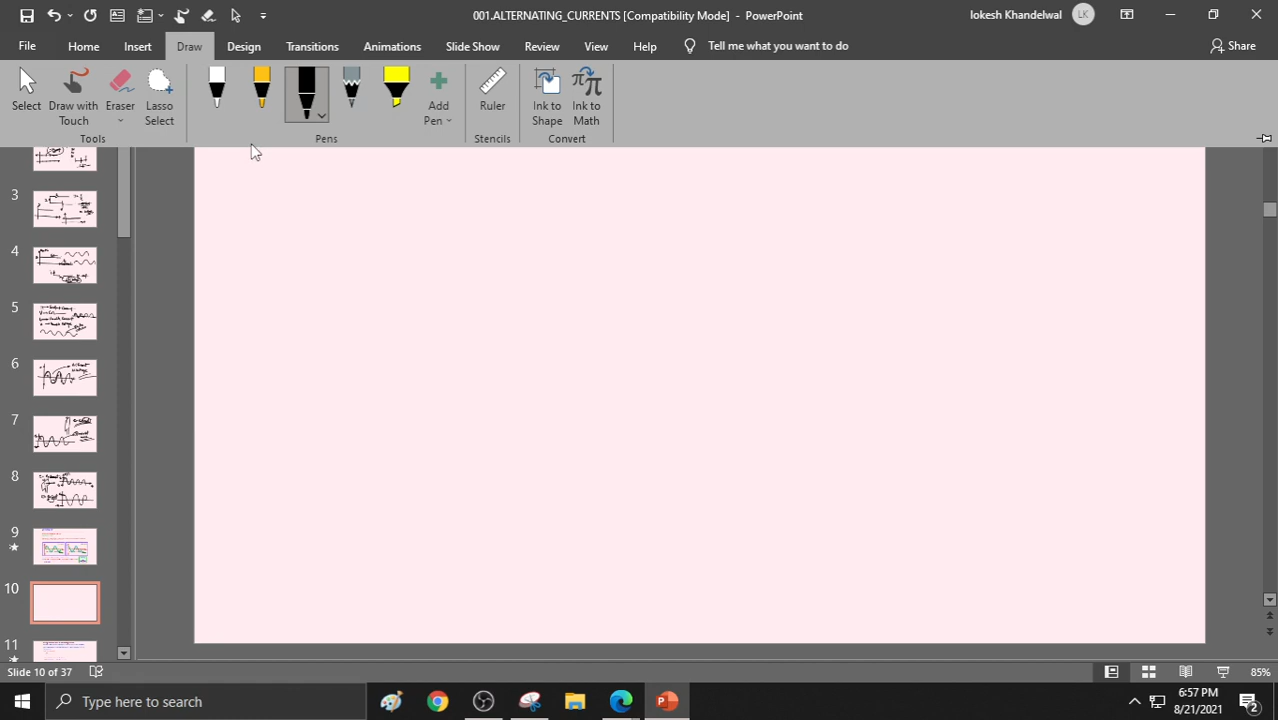 001.ALTERNATING_CURRENTS [Compatibility Mode] - PowerPoint
lokesh Khandelwal
LK
File
Home
Insert
Draw
Design
Transitions
Animations
Slide Show
Review
View
Help
Tell me what you want to do
Share
Select
Draw with Touch
Eraser
Lasso Select
Add Pen
Ruler
Ink to Shape
Ink to Math
Tools
Pens
Stencils
Convert
3
4
5
6
7
8
9
10
11
Slide 10 of 37
85%
Type here to search
6:57 PM
8/21/2021
2